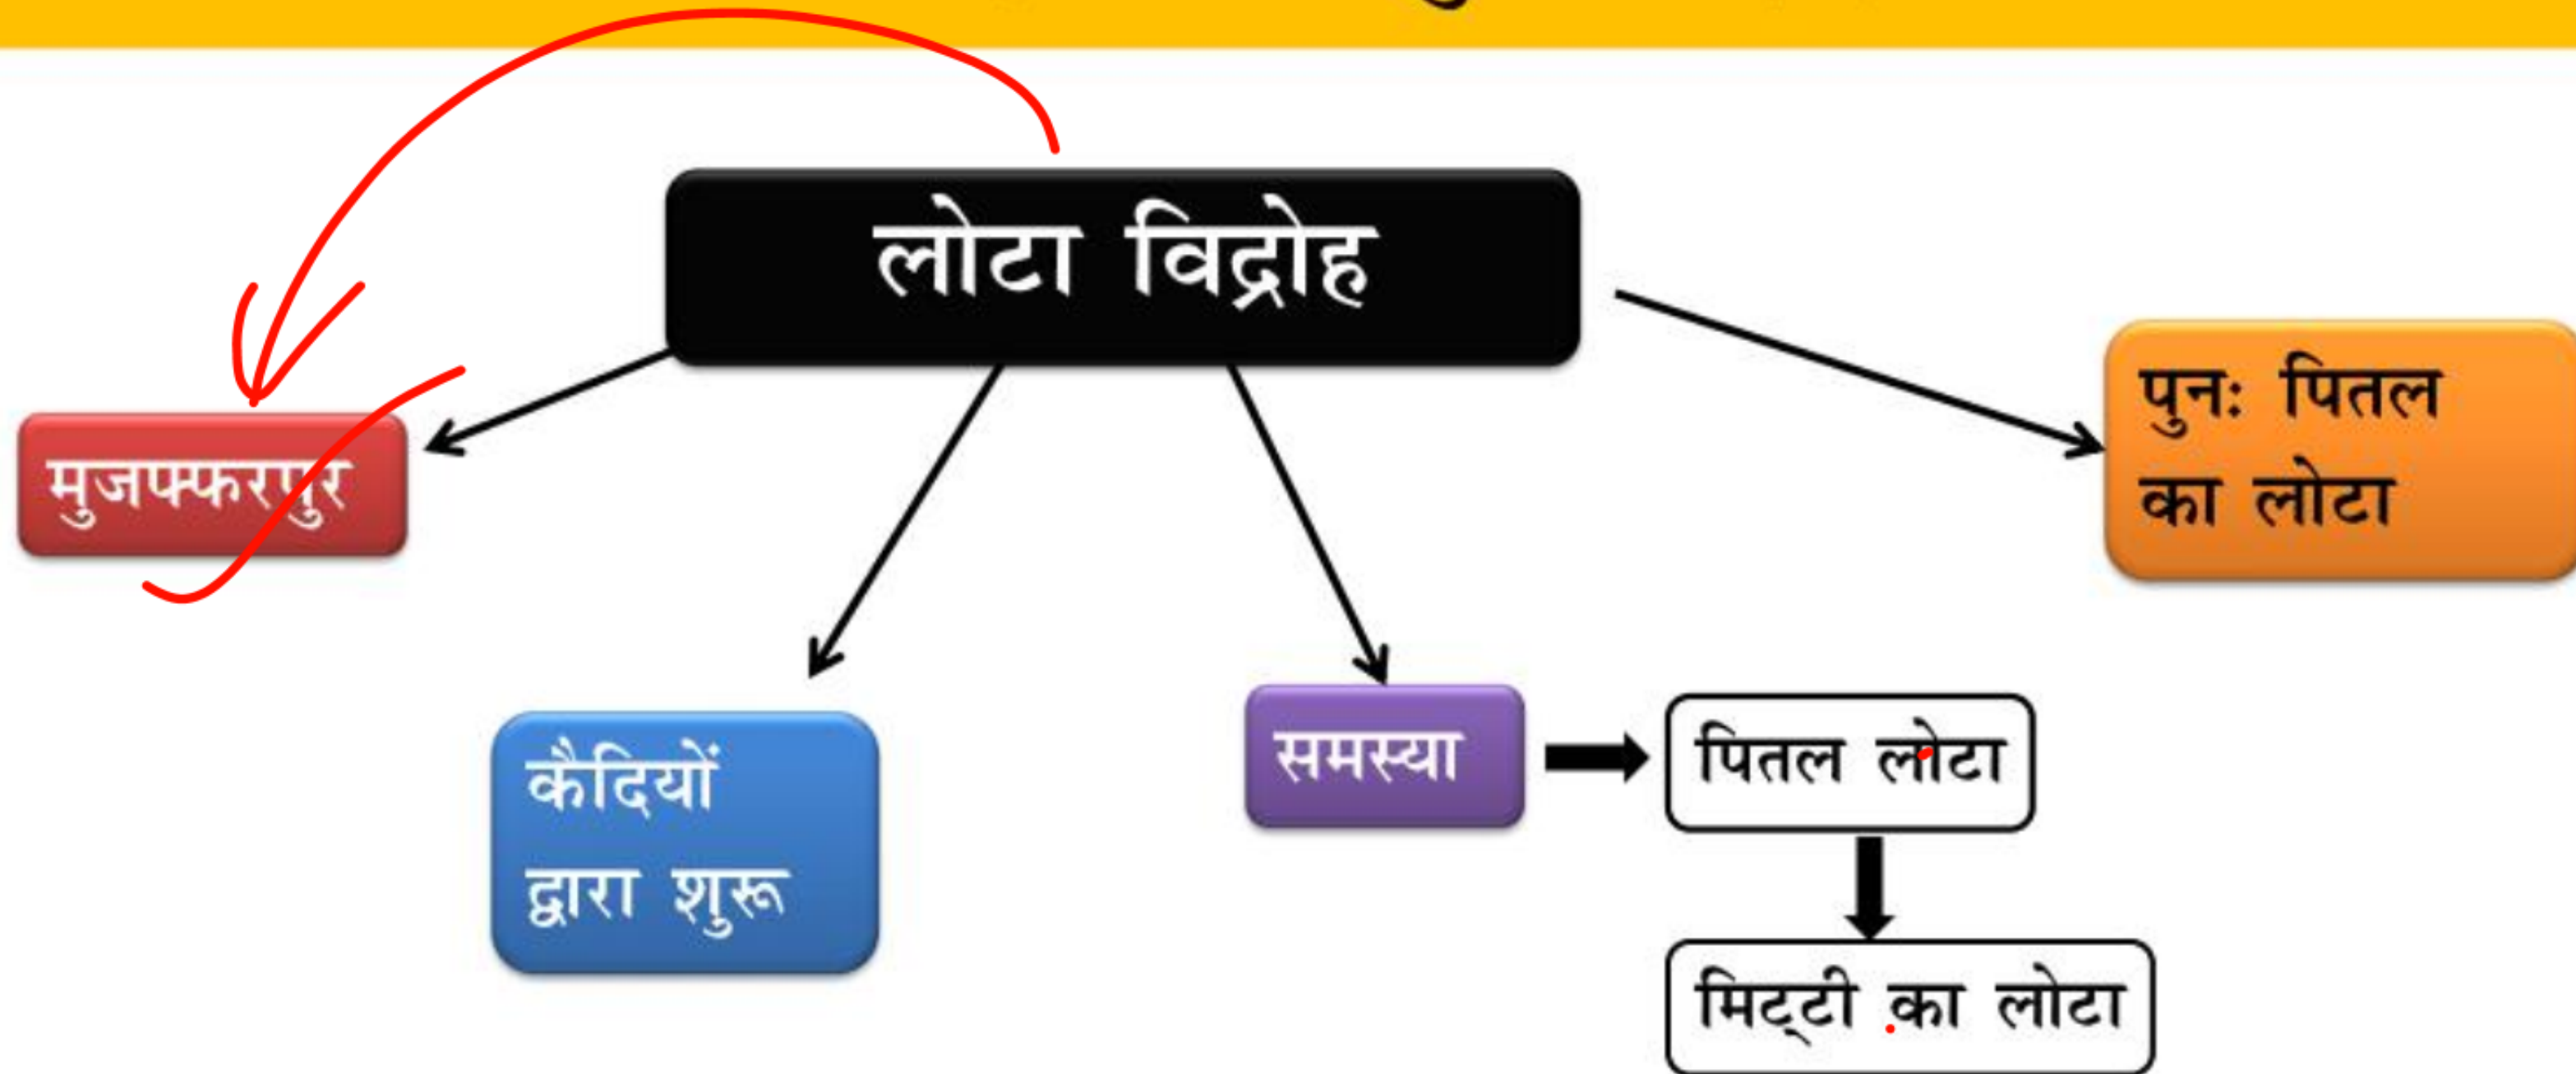 लोटा विद्रोह
मुजफ्फरपुर
पुनः पितल
का लोटा
कैदियों
द्वारा शुरू
समस्या
पितल लोटा
मिट्टी का लोटा